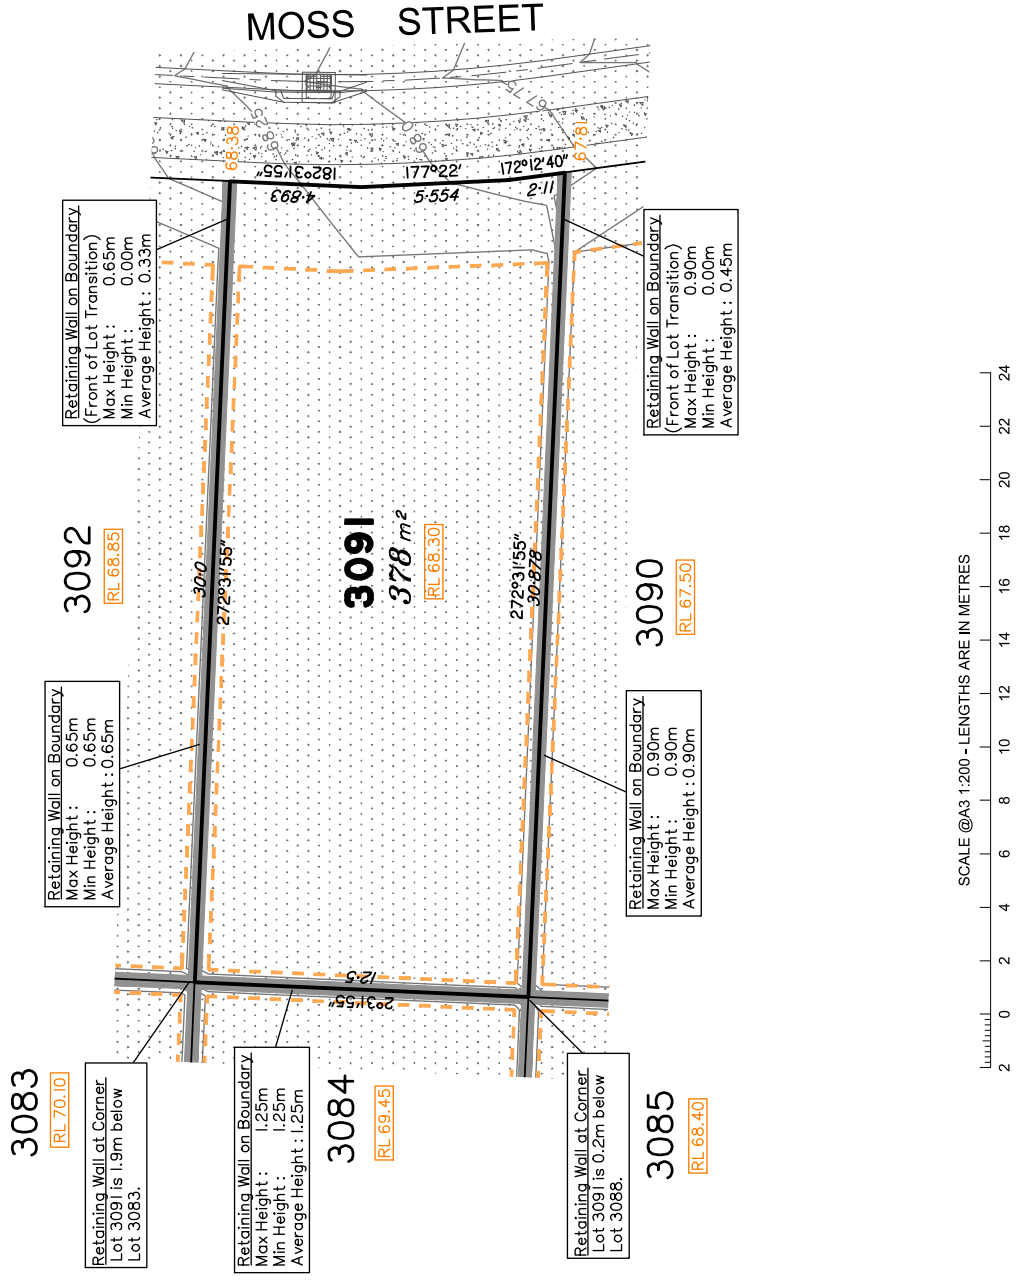 MOSS STREET
68·25
68·0
67·75
68·38
67·81
182°31'55"
4·893
177°22'
5·554
172°12'40"
2·11
Retaining Wall on Boundary
(Front of Lot Transition)
Max Height : 0.65m
Min Height : 0.00m
Average Height : 0.33m
Retaining Wall on Boundary
(Front of Lot Transition)
Max Height : 0.90m
Min Height : 0.00m
Average Height : 0.45m
3092
RL 68.85
30·0
272°31'55"
3091
378 m²
RL 68.30
272°31'55"
30·878
3090
RL 67.50
Retaining Wall on Boundary
Max Height : 0.65m
Min Height : 0.65m
Average Height : 0.65m
Retaining Wall on Boundary
Max Height : 0.90m
Min Height : 0.90m
Average Height : 0.90m
12·5
2°31'55"
3083
RL 70.10
Retaining Wall at Corner
Lot 3091 is 1.9m below
Lot 3083.
Retaining Wall on Boundary
Max Height : 1.25m
Min Height : 1.25m
Average Height : 1.25m
3084
RL 69.45
Retaining Wall at Corner
Lot 3091 is 0.2m below
Lot 3088.
3085
RL 68.40
SCALE @A3 1:200 - LENGTHS ARE IN METRES
2 0 2 4 6 8 10 12 14 16 18 20 22 24